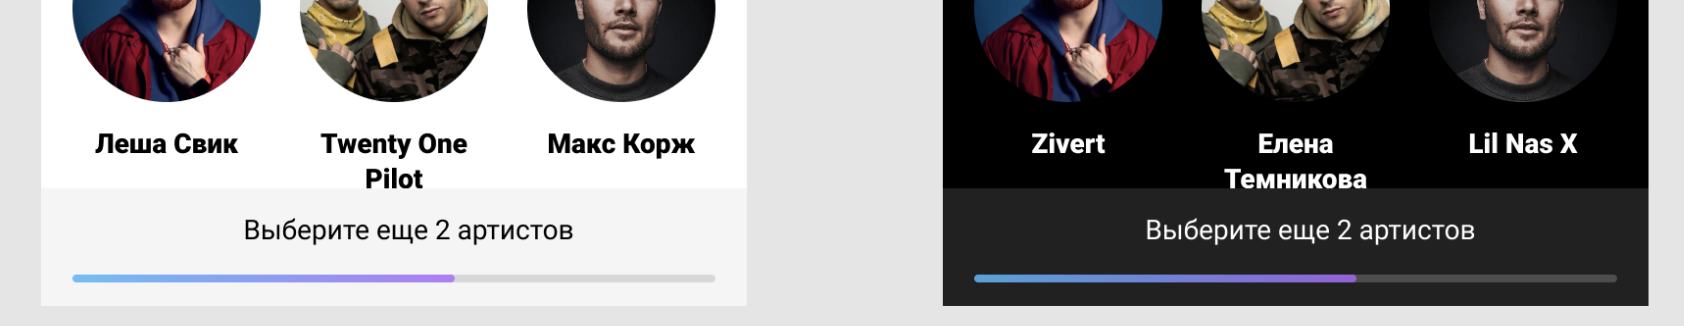 Леша Свик
Twenty One
Pilot
Макс Корж
Выберите еще 2 артистов
Zivert
Елена
Темникова
Lil Nas X
Выберите еще 2 артистов